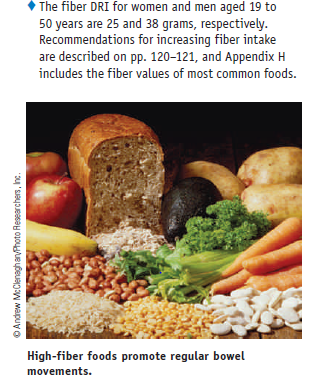 ♦ The fiber DRI for women and men aged 19 to
50 years are 25 and 38 grams, respectively.
Recommendations for increasing fiber intake
are described on pp. 120–121, and Appendix H
includes the fiber values of most common foods.
© Andrew McClenaghan/Photo Researchers, Inc.
High-fiber foods promote regular bowel
movements.